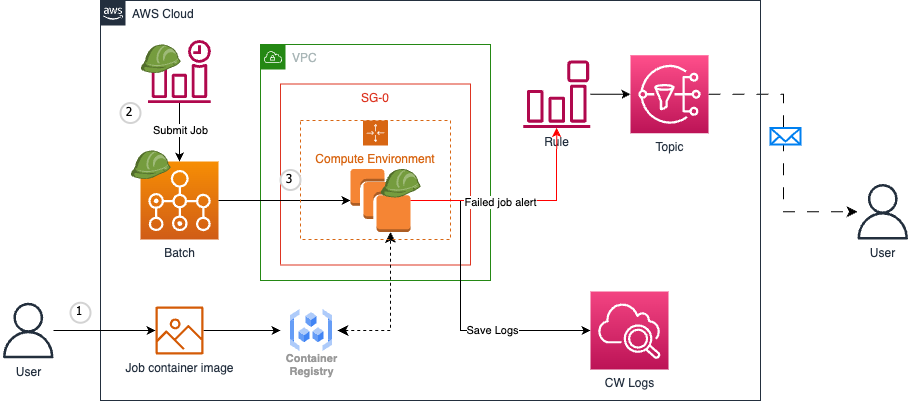 aws
AWS Cloud
VPC
SG-0
2
Submit Job
Compute Environment
Rule
Topic
3
Failed job alert
Batch
User
1
Save Logs
User
Job container image
Container
Registry
CW Logs